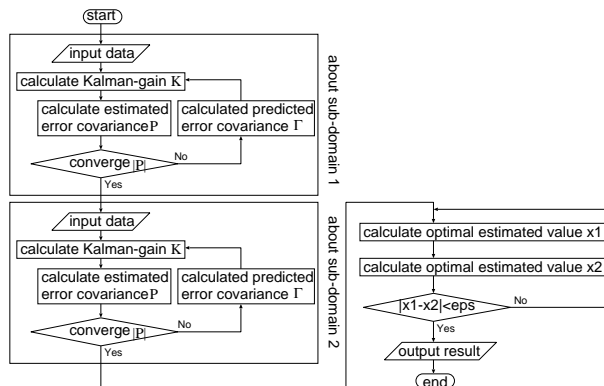 start
input data
calculate Kalman-gain K
calculate estimated
error covariance P
calculated predicted
error covariance Γ
converge |P|
No
Yes
about sub-domain 1
input data
calculate Kalman-gain K
calculate estimated
error covariance P
calculated predicted
error covariance Γ
converge |P|
No
Yes
about sub-domain 2
calculate optimal estimated value x1
calculate optimal estimated value x2
|x1-x2|<eps
No
Yes
output result
end